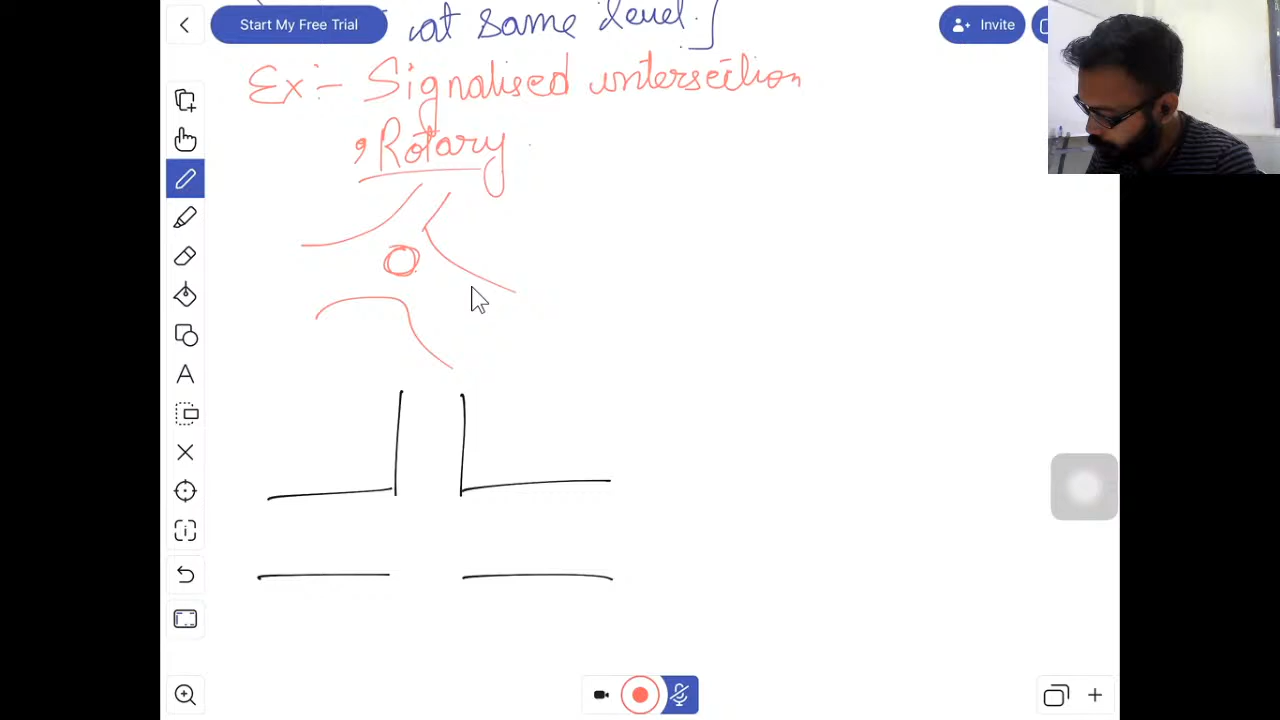 Start My Free Trial
at same level.]
Invite
Ex:- Signalised intersection
, Rotary
A